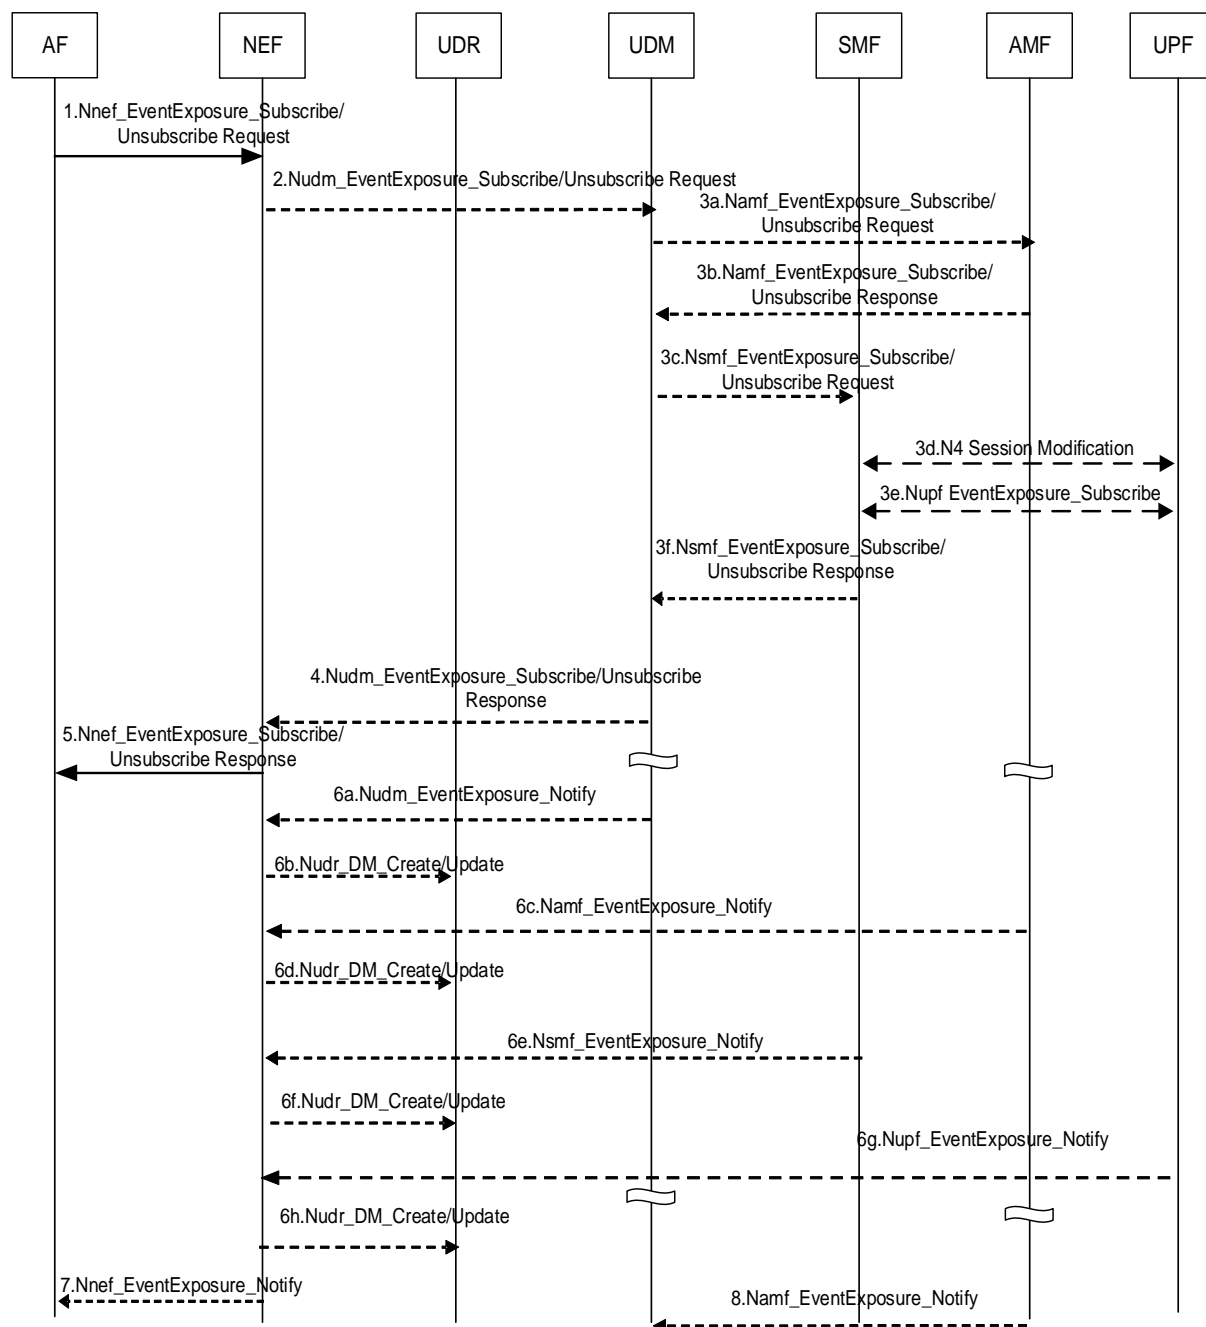 AF
NEF
UDR
UDM
SMF
AMF
UPF
1.Nnef_EventExposure_Subscribe/
Unsubscribe Request
2.Nudm_EventExposure_Subscribe/Unsubscribe Request
3a.Namf_EventExposure_Subscribe/
Unsubscribe Request
3b.Namf_EventExposure_Subscribe/
Unsubscribe Response
3c.Nsmf_EventExposure_Subscribe/
Unsubscribe Request
3d.N4 Session Modification
3e.Nupf EventExposure_Subscribe
3f.Nsmf_EventExposure_Subscribe/
Unsubscribe Response
4.Nudm_EventExposure_Subscribe/Unsubscribe
Response
5.Nnef_EventExposure_Subscribe/
Unsubscribe Response
6a.Nudm_EventExposure_Notify
6b.Nudr_DM_Create/Update
6c.Namf_EventExposure_Notify
6d.Nudr_DM_Create/Update
6e.Nsmf_EventExposure_Notify
6f.Nudr_DM_Create/Update
6g.Nupf_EventExposure_Notify
6h.Nudr_DM_Create/Update
7.Nnef_EventExposure_Notify
8.Namf_EventExposure_Notify